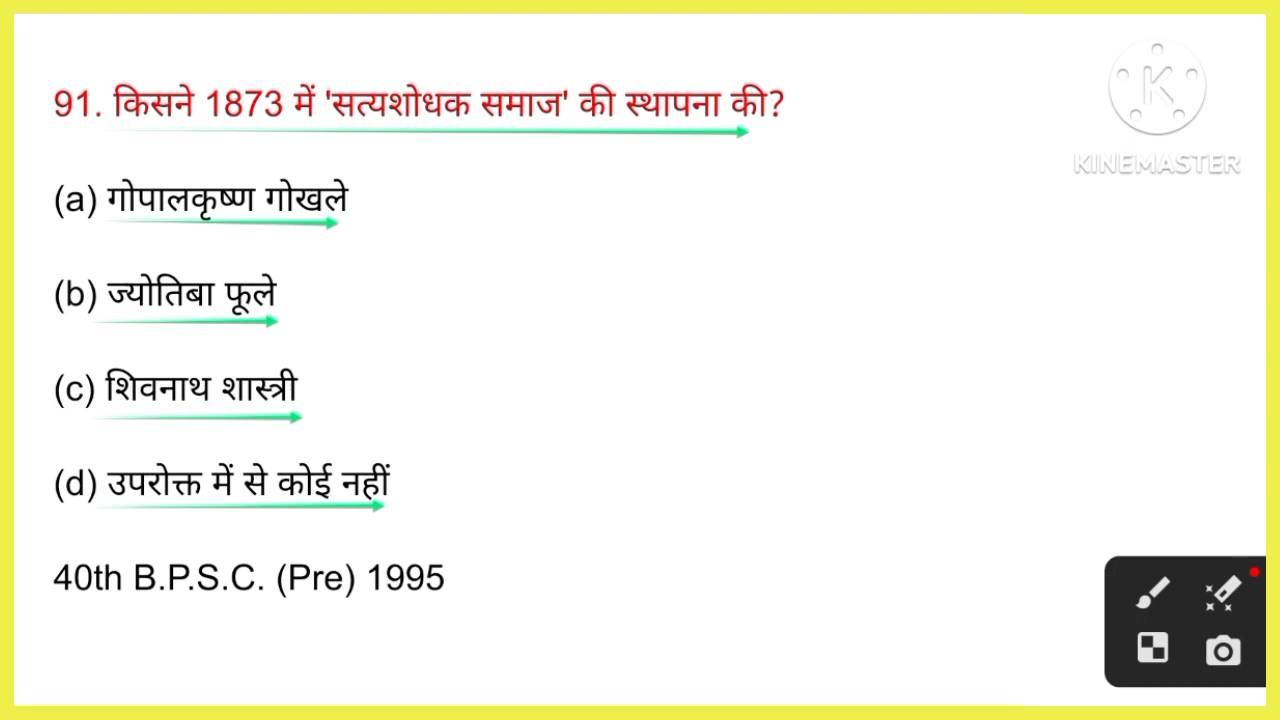 91. किसने 1873 में 'सत्यशोधक समाज' की स्थापना की?
KINEMASTER
(a) गोपालकृष्ण गोखले
(b) ज्योतिबा फूले
(c) शिवनाथ शास्त्री
(d) उपरोक्त में से कोई नहीं
40th B.P.S.C. (Pre) 1995